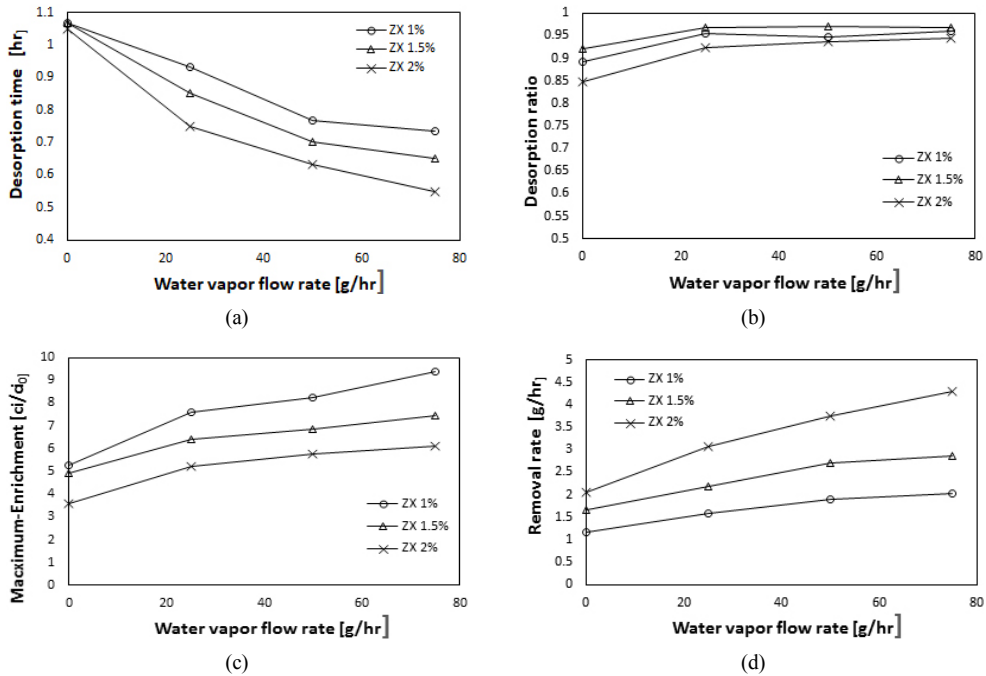 1.1
1
0.9
0.8
0.7
0.6
0.5
0.4
Desorption time [hr]
0 20 40 60 80
Water vapor flow rate [g/hr]
ZX 1%
ZX 1.5%
ZX 2%
(a)
1
0.95
0.9
0.85
0.8
0.75
0.7
0.65
0.6
0.55
0.5
Desorption ratio
0 20 40 60 80
Water vapor flow rate [g/hr]
ZX 1%
ZX 1.5%
ZX 2%
(b)
10
9
8
7
6
5
4
3
2
1
0
Macximum-Enrichment [ci/d0]
0 20 40 60 80
Water vapor flow rate [g/hr]
ZX 1%
ZX 1.5%
ZX 2%
(c)
5
4.5
4
3.5
3
2.5
2
1.5
1
0.5
0
Removal rate [g/hr]
0 20 40 60 80
Water vapor flow rate [g/hr]
ZX 1%
ZX 1.5%
ZX 2%
(d)